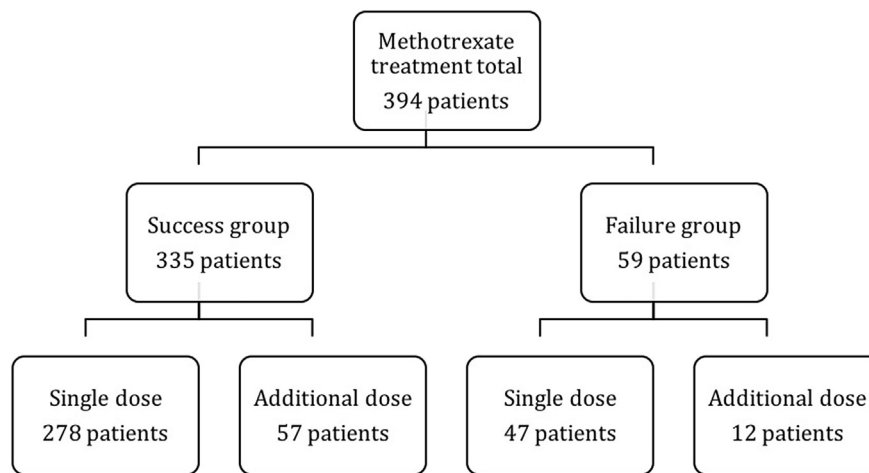 Methotrexate
treatment total
394 patients
Success group
335 patients
Failure group
59 patients
Single dose
278 patients
Additional dose
57 patients
Single dose
47 patients
Additional dose
12 patients